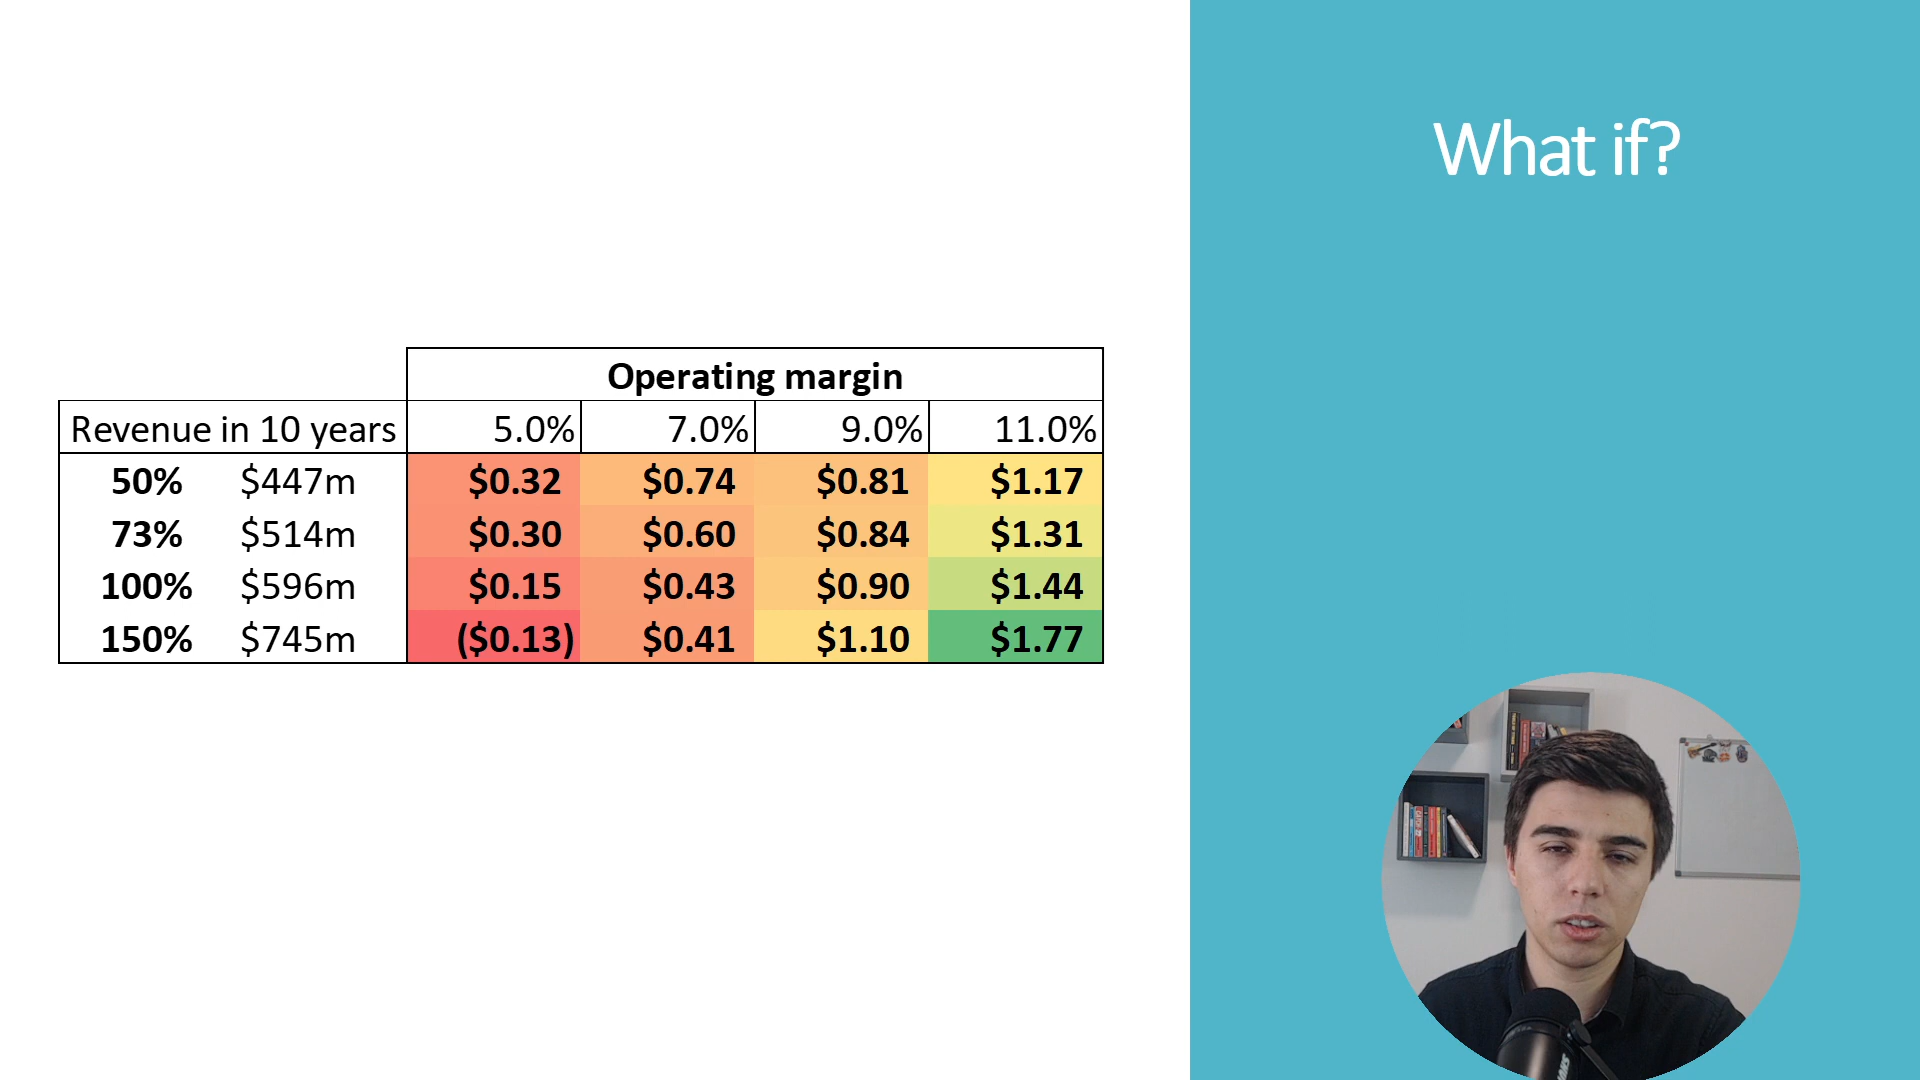 What if?
Operating margin
Revenue in 10 years 5.0% 7.0% 9.0% 11.0%
50% $447m $0.32 $0.74 $0.81 $1.17
73% $514m $0.30 $0.60 $0.84 $1.31
100% $596m $0.15 $0.43 $0.90 $1.44
150% $745m ($0.13) $0.41 $1.10 $1.77